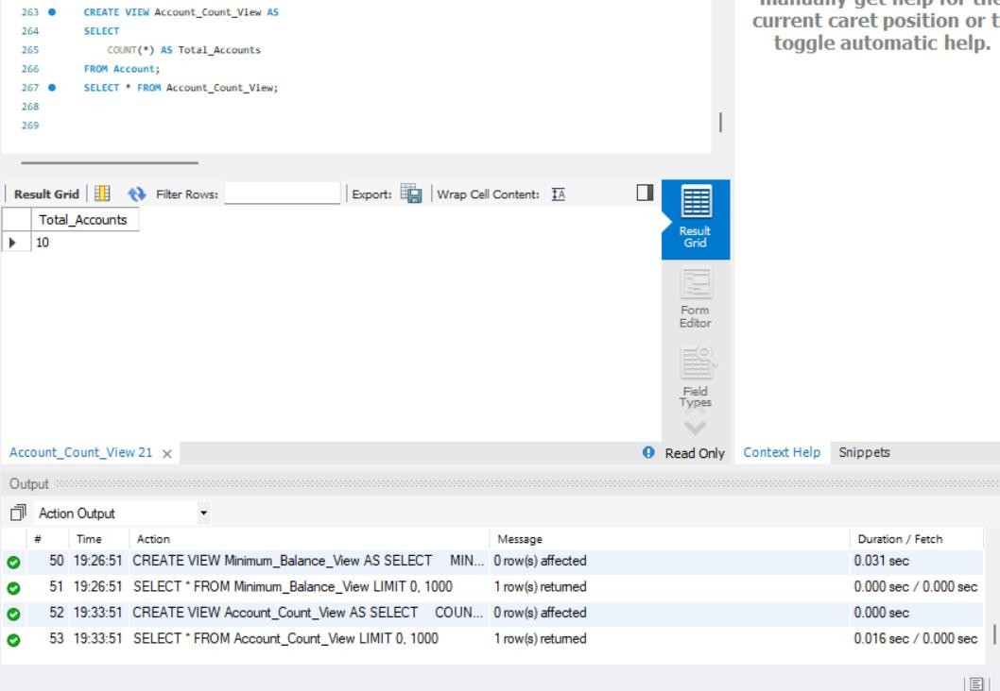 263 CREATE VIEW Account_Count_View AS
264 SELECT
265 COUNT(*) AS Total_Accounts
266 FROM Account;
267 SELECT * FROM Account_Count_View;
268
269
manually get help for the
current caret position or t
toggle automatic help.
Result Grid Filter Rows: Export: Wrap Cell Content: IA
Total_Accounts
10
Result
Grid
Form
Editor
Field
Types
Account_Count_View 21 × Read Only Context Help Snippets
Output
Action Output
# Time Action Message Duration / Fetch
50 19:26:51 CREATE VIEW Minimum_Balance_View AS SELECT MIN... 0 row(s) affected 0.031 sec
51 19:26:51 SELECT * FROM Minimum_Balance_View LIMIT 0, 1000 1 row(s) returned 0.000 sec / 0.000 sec
52 19:33:51 CREATE VIEW Account_Count_View AS SELECT COUN... 0 row(s) affected 0.000 sec
53 19:33:51 SELECT * FROM Account_Count_View LIMIT 0, 1000 1 row(s) returned 0.016 sec / 0.000 sec